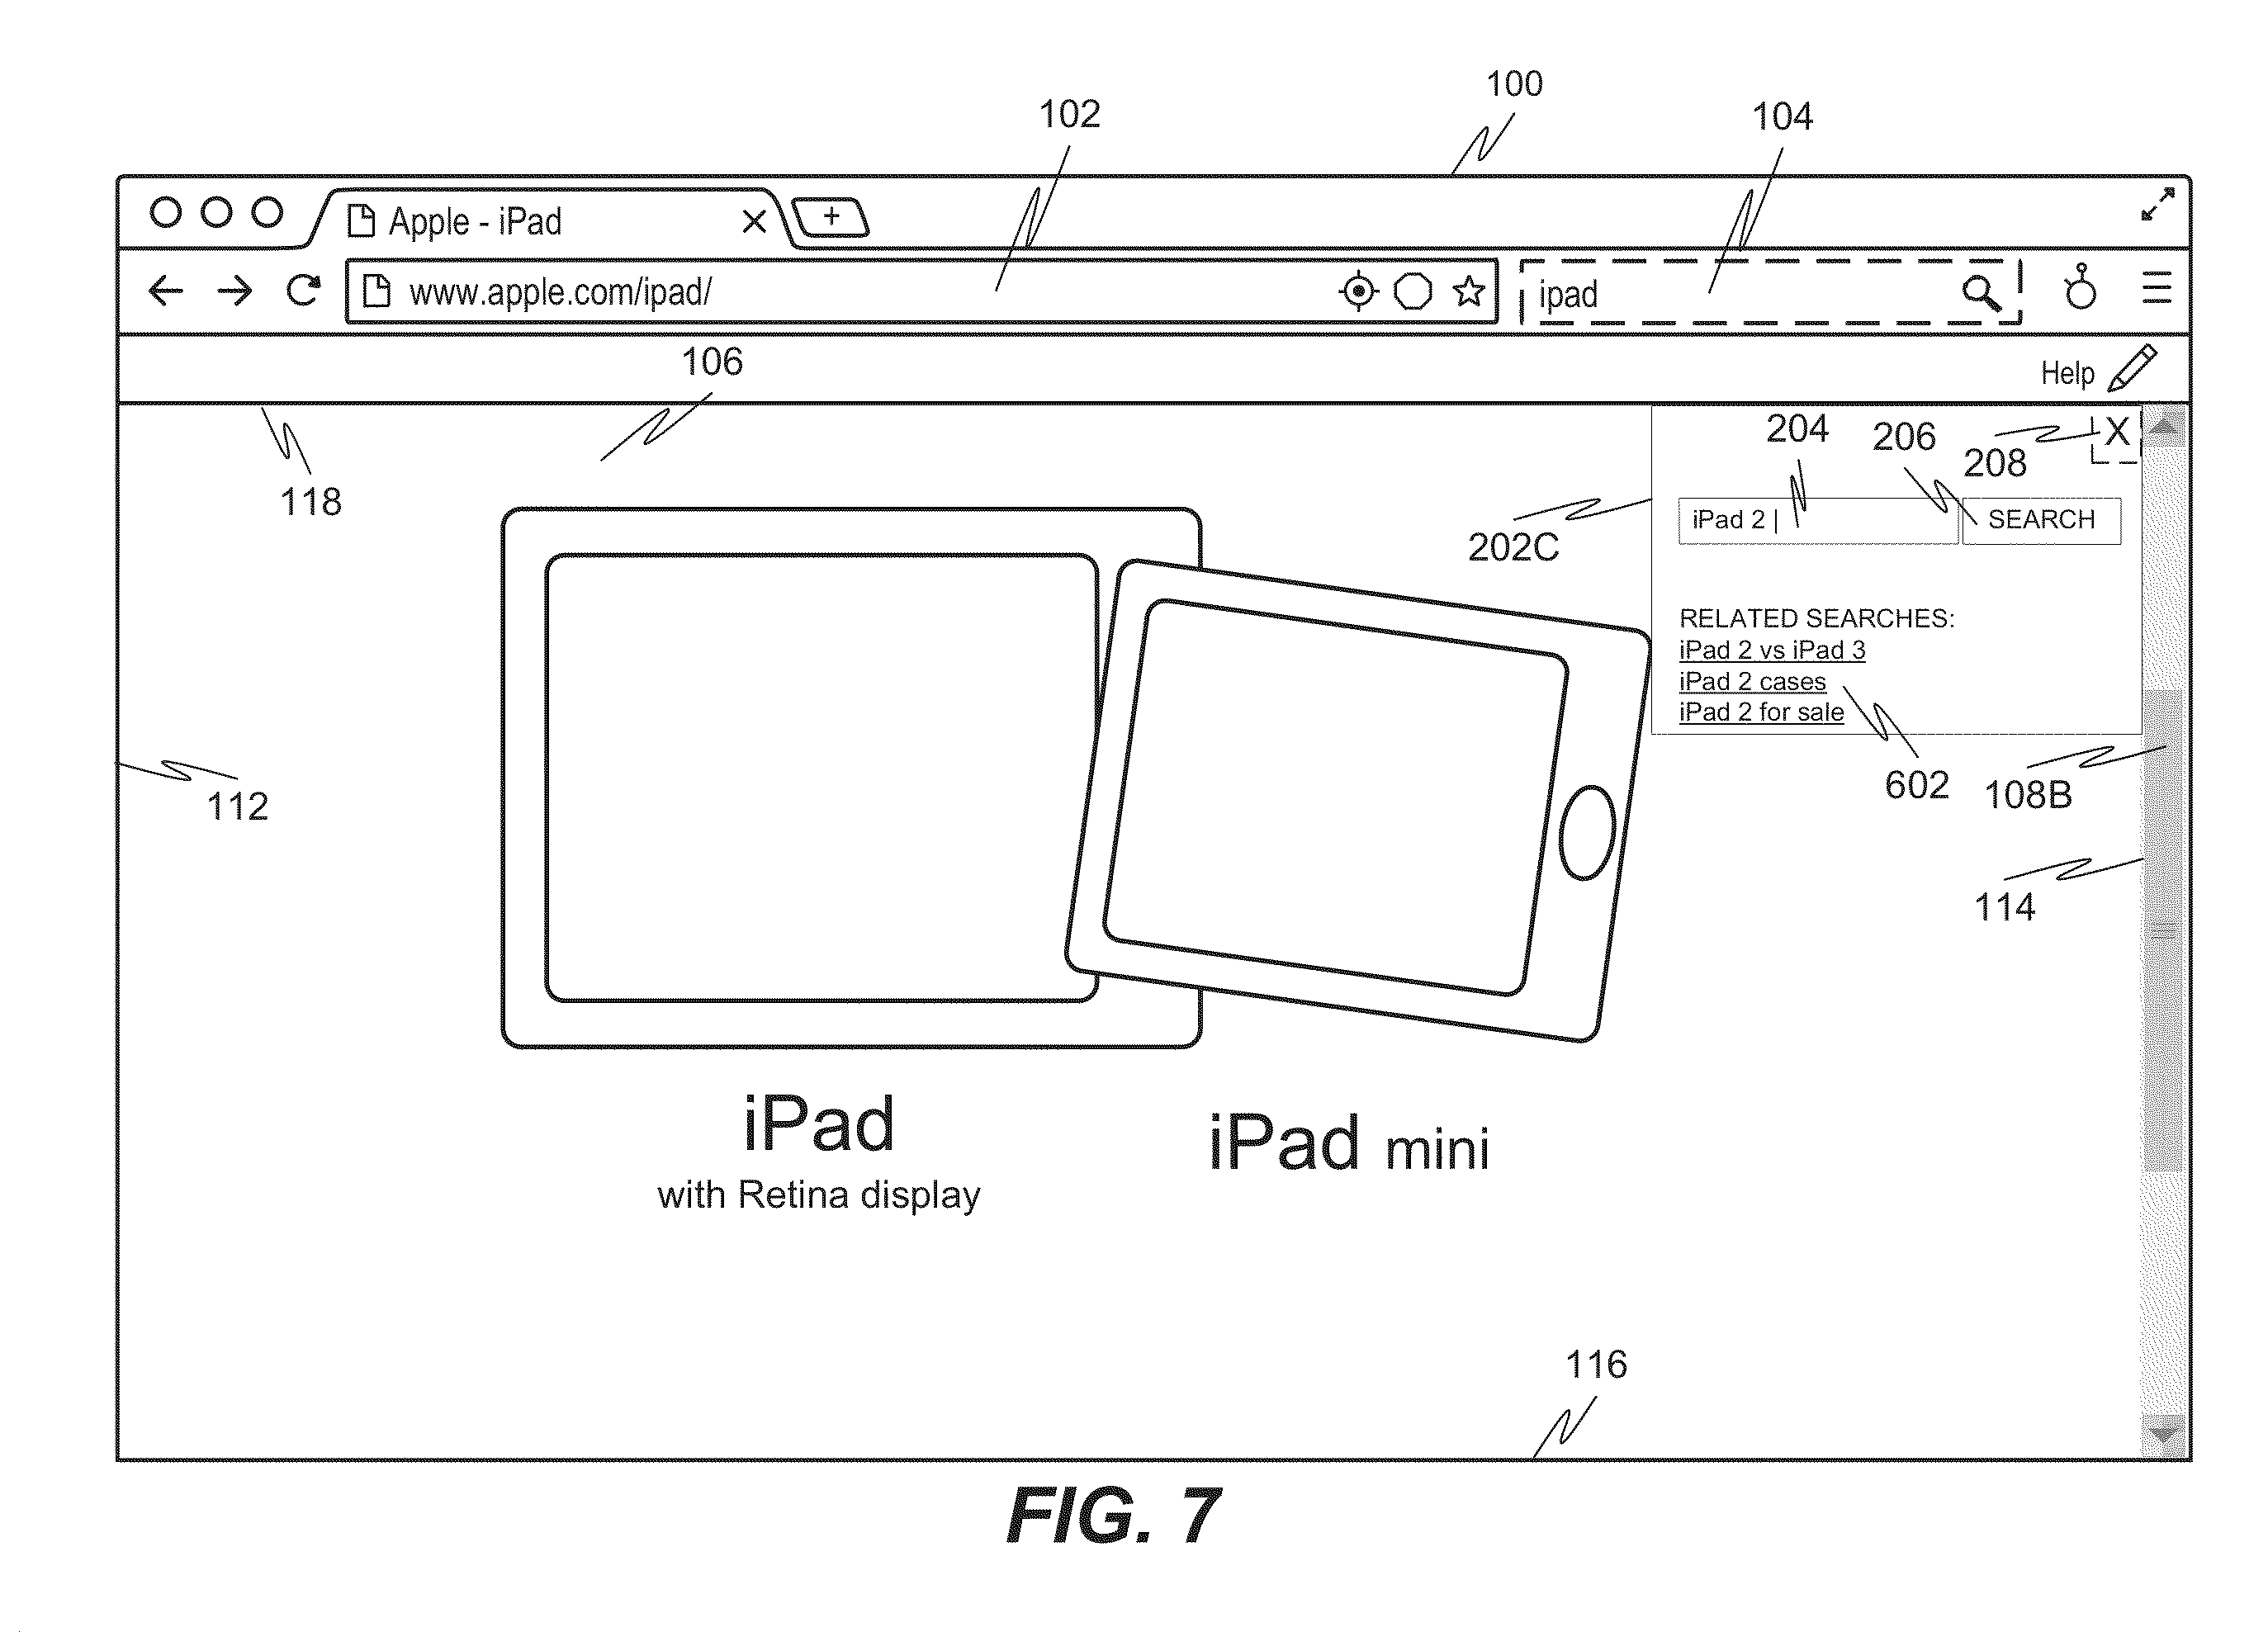 100
102
104
Apple - iPad
+
www.apple.com/ipad/
ipad
106
Help
118
204
206
208
X
202C
iPad 2 |
SEARCH
RELATED SEARCHES:
iPad 2 vs iPad 3
iPad 2 cases
iPad 2 for sale
112
602
108B
114
iPad
with Retina display
iPad mini
116
FIG. 7